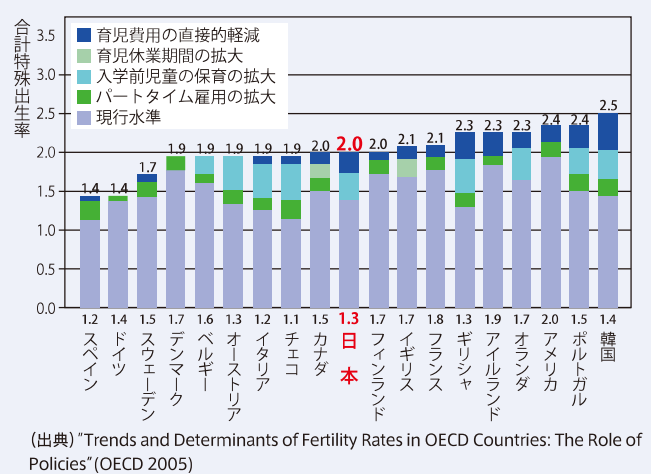 合計特殊出生率
3.5
3.0
2.5
2.0
1.5
1.0
0.5
0.0
育児費用の直接的軽減
育児休業期間の拡大
入学前児童の保育の拡大
パートタイム雇用の拡大
現行水準
1.4 1.4 1.7 1.9 1.9 1.9 1.9 1.9 2.0 2.0 2.0 2.1 2.1 2.3 2.3 2.3 2.4 2.4 2.5
1.2 1.4 1.5 1.7 1.6 1.3 1.2 1.1 1.5 1.3 1.7 1.7 1.8 1.3 1.9 1.7 2.0 1.5 1.4
スペイン
ドイツ
スウェーデン
デンマーク
ベルギー
オーストリア
イタリア
チェコ
カナダ
日本
フィンランド
イギリス
フランス
ギリシャ
アイルランド
オランダ
アメリカ
ポルトガル
韓国
(出典)"Trends and Determinants of Fertility Rates in OECD Countries: The Role of
Policies"(OECD 2005)